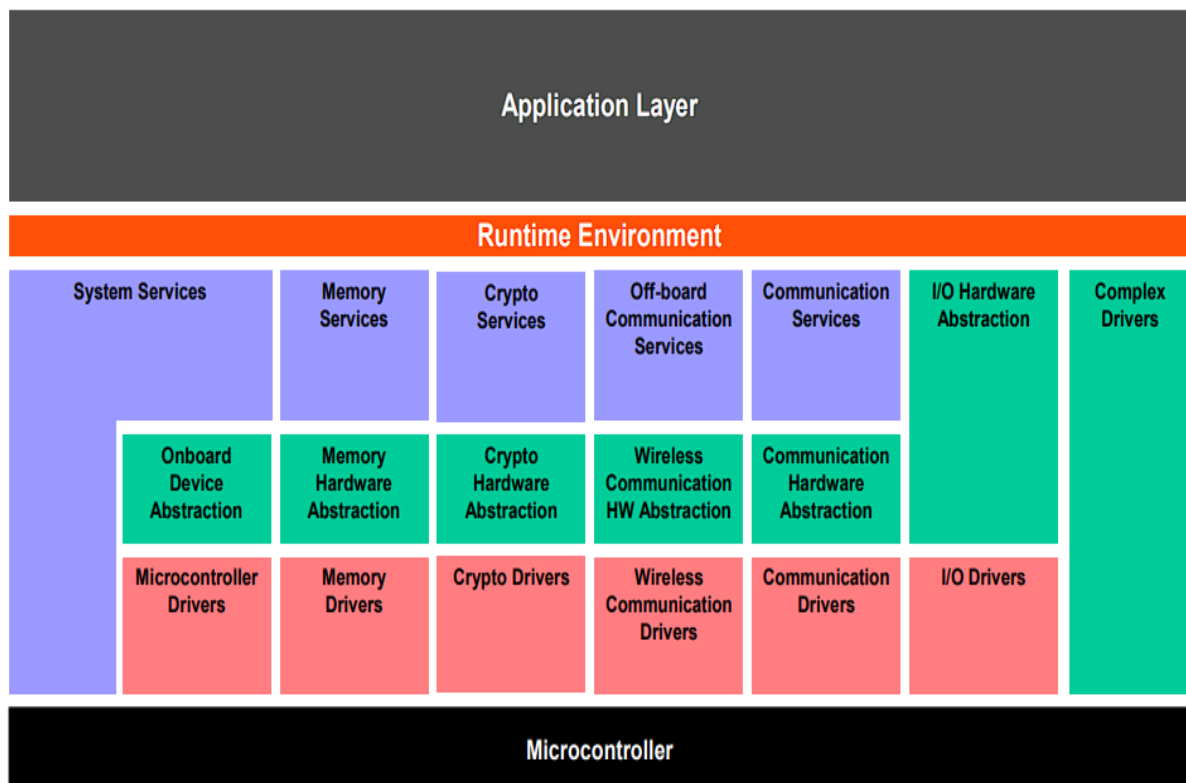 Application Layer
Runtime Environment
System Services
Memory
Services
Crypto
Services
Off-board
Communication
Services
Communication
Services
I/O Hardware
Abstraction
Complex
Drivers
Onboard
Device
Abstraction
Memory
Hardware
Abstraction
Crypto
Hardware
Abstraction
Wireless
Communication
HW Abstraction
Communication
Hardware
Abstraction
Microcontroller
Drivers
Memory
Drivers
Crypto Drivers
Wireless
Communication
Drivers
Communication
Drivers
I/O Drivers
Microcontroller